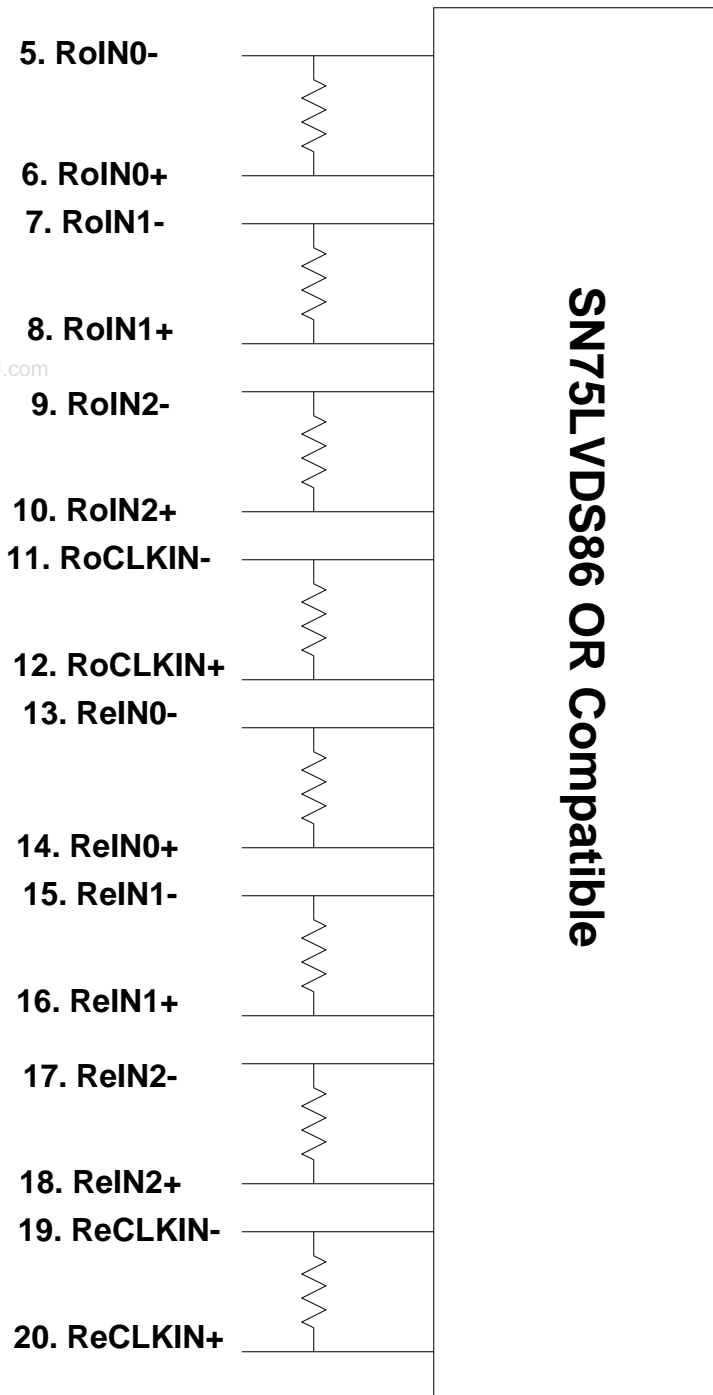 5. RoIN0-
6. RoIN0+
7. RoIN1-
8. RoIN1+
.com
9. RoIN2-
10. RoIN2+
11. RoCLKIN-
12. RoCLKIN+
13. ReIN0-
14. ReIN0+
15. ReIN1-
16. ReIN1+
17. ReIN2-
18. ReIN2+
19. ReCLKIN-
20. ReCLKIN+
SN75LVDS86 OR Compatible